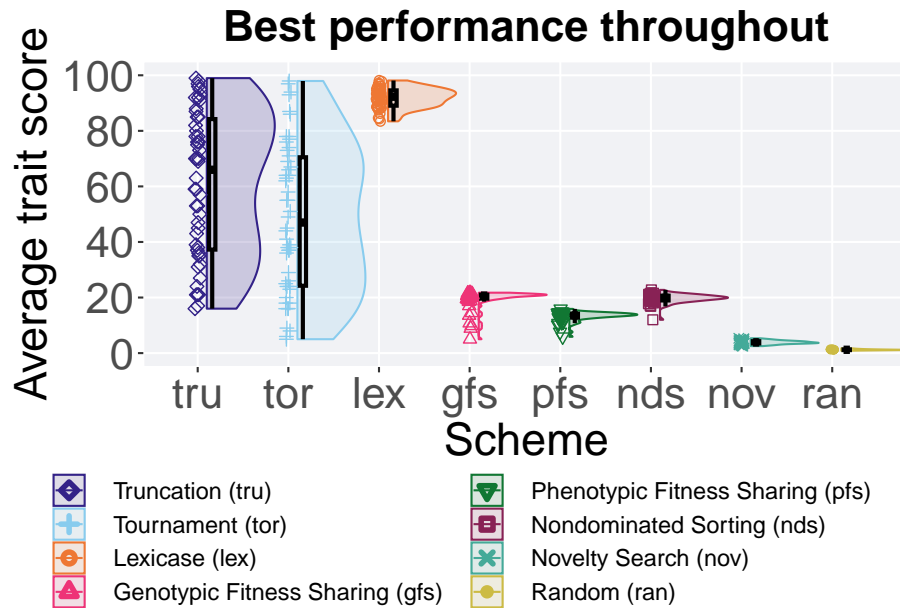 Best performance throughout
Average trait score
100
80
60
40
20
0
tru tor lex gfs pfs nds nov ran
Scheme
Truncation (tru)
Tournament (tor)
Lexicase (lex)
Genotypic Fitness Sharing (gfs)
Phenotypic Fitness Sharing (pfs)
Nondominated Sorting (nds)
Novelty Search (nov)
Random (ran)